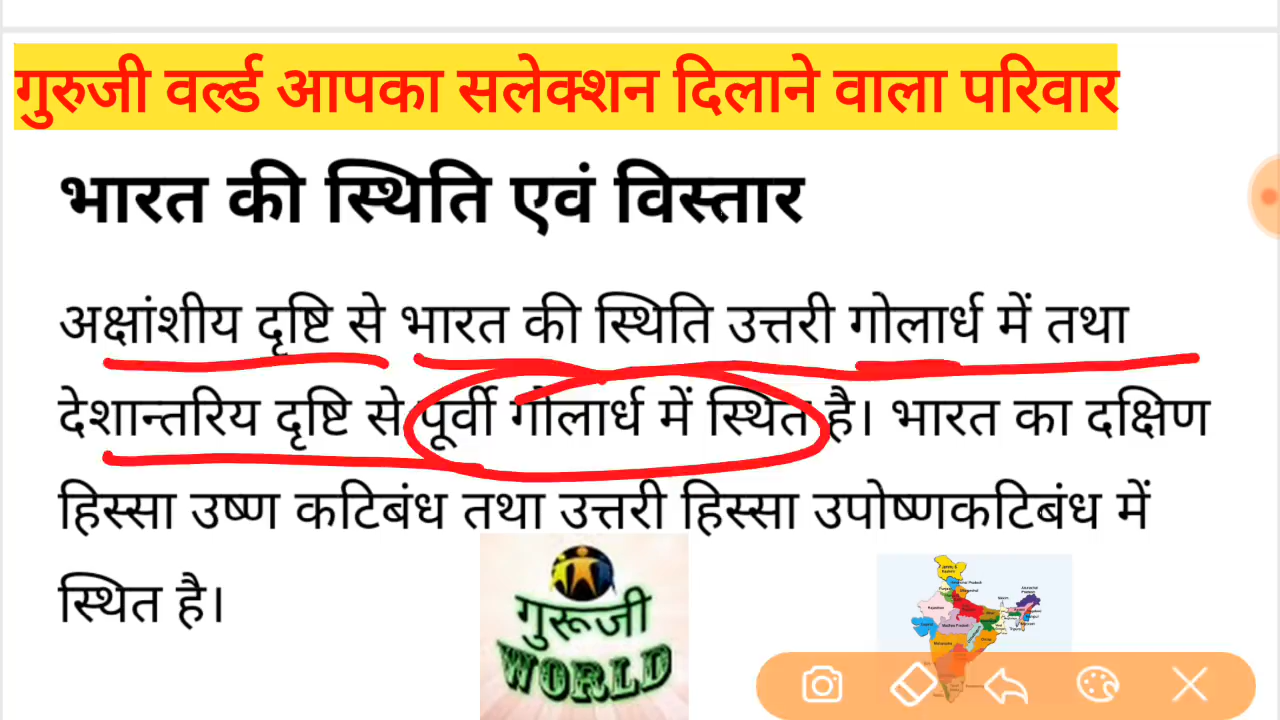 गुरुजी वर्ल्ड आपका सलेक्शन दिलाने वाला परिवार
भारत की स्थिति एवं विस्तार
अक्षांशीय दृष्टि से भारत की स्थिति उत्तरी गोलार्ध में तथा
देशान्तरिय दृष्टि से पूर्वी गोलार्ध में स्थित है। भारत का दक्षिण
हिस्सा उष्ण कटिबंध तथा उत्तरी हिस्सा उपोष्णकटिबंध में
स्थित है।
गुरूजी
WORLD